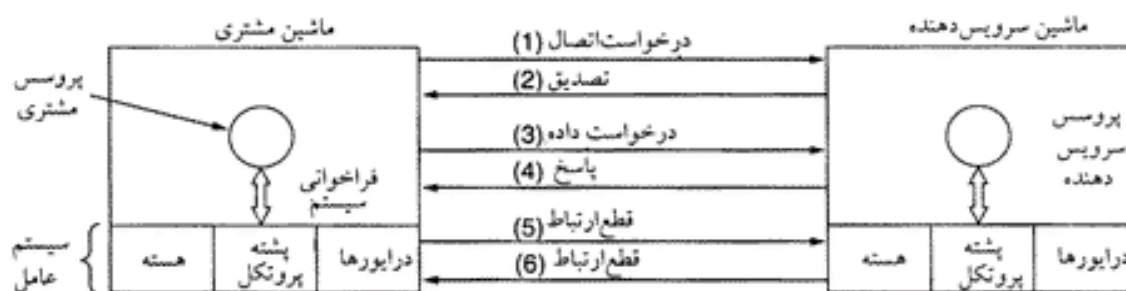 ماشین سرویس‌دهنده
ماشین مشتری
(1) درخواست اتصال
(2) تصدیق
(3) درخواست داده
(4) پاسخ
(5) قطع ارتباط
(6) قطع ارتباط
پروسس
سرویس
دهنده
پروسس
مشتری
فراخوانی
سیستم
درایورها
پشته
پروتکل
هسته
درایورها
پشته
پروتکل
هسته
سیستم
عامل